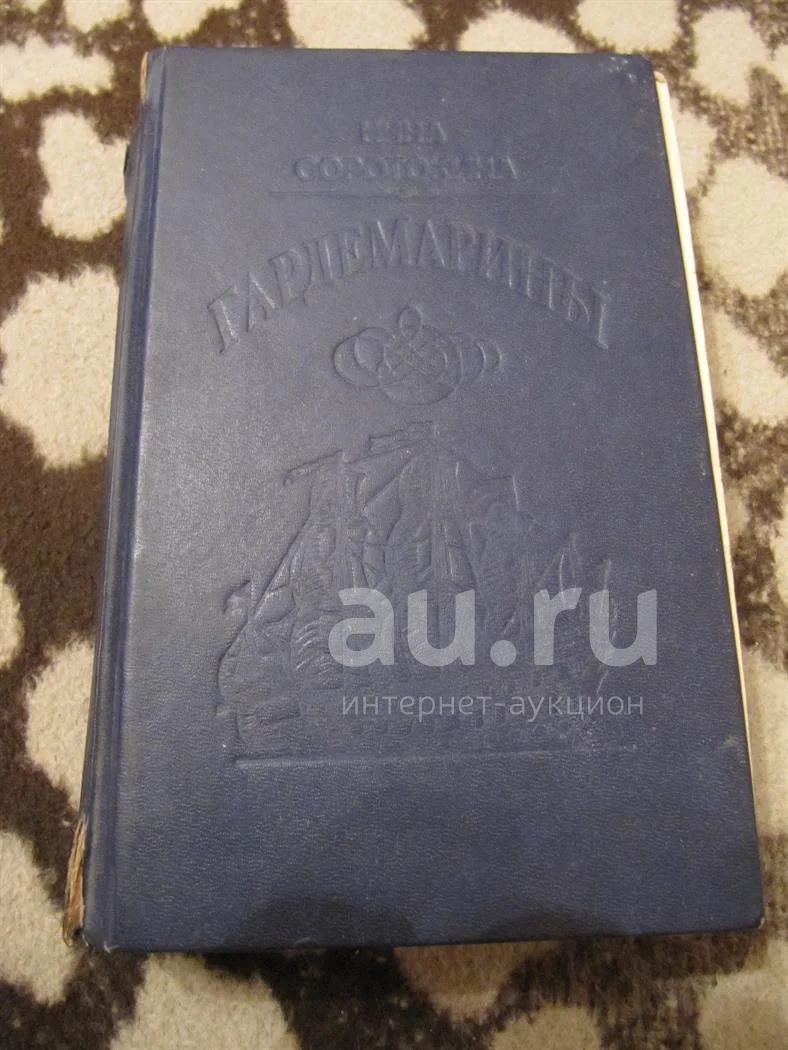 НИНА
СОРОТОКИНА
ГАРДЕМАРИНЫ
au.ru
интернет-аукцион